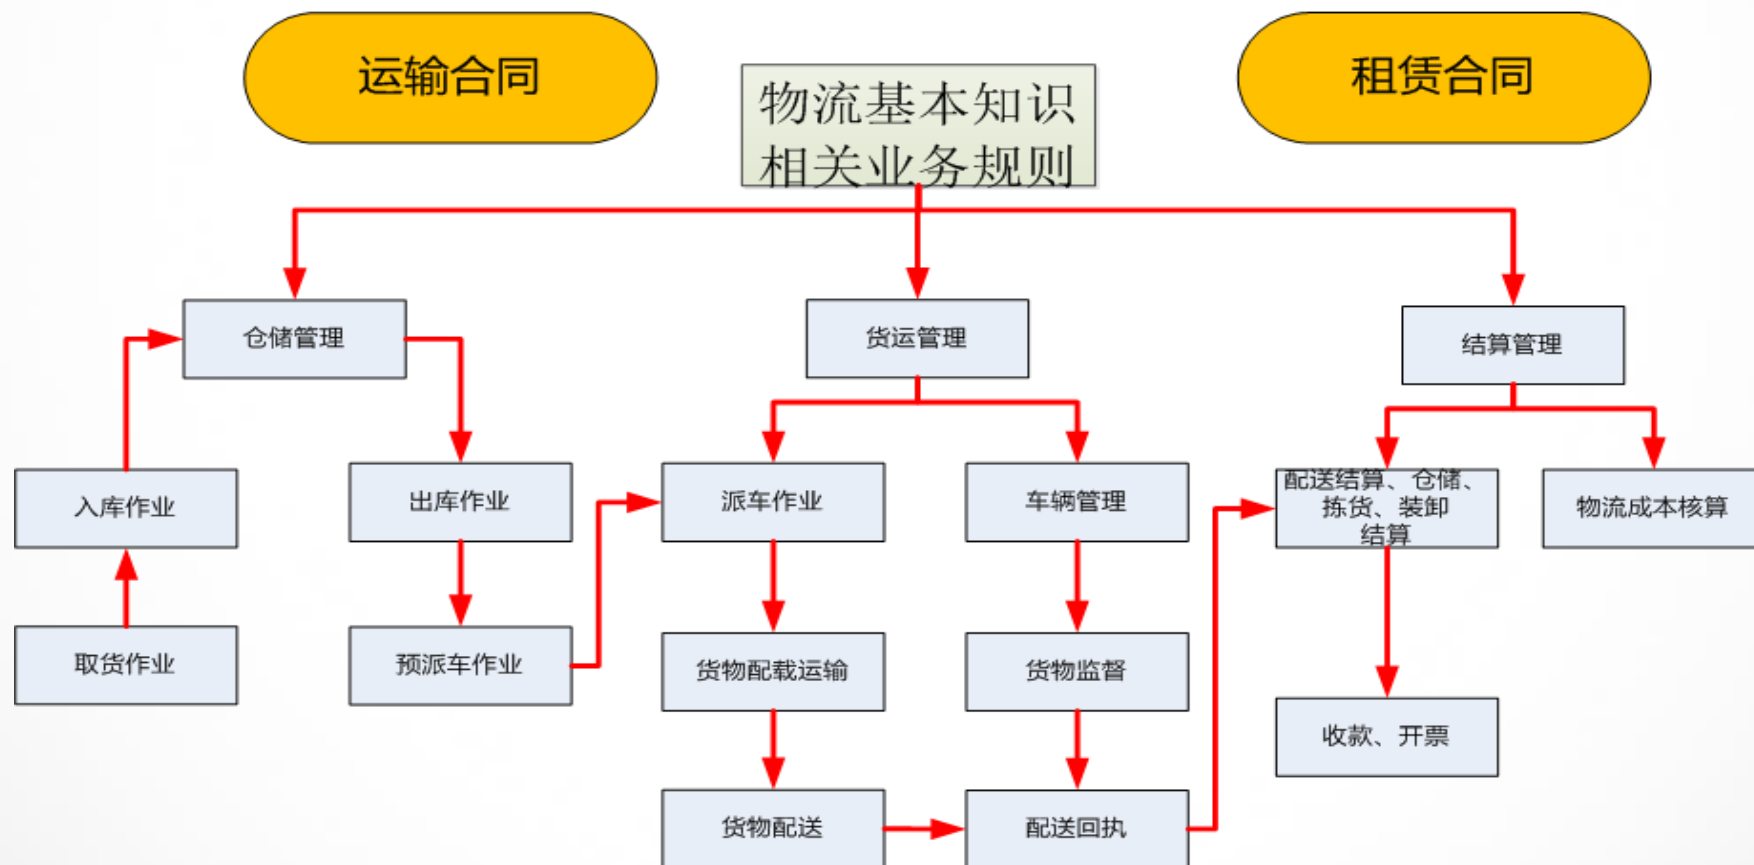 运输合同
物流基本知识
相关业务规则
租赁合同
仓储管理
货运管理
结算管理
入库作业
出库作业
派车作业
车辆管理
配送结算、仓储、
拣货、装卸
结算
物流成本核算
取货作业
预派车作业
货物配载运输
货物监督
收款、开票
货物配送
配送回执